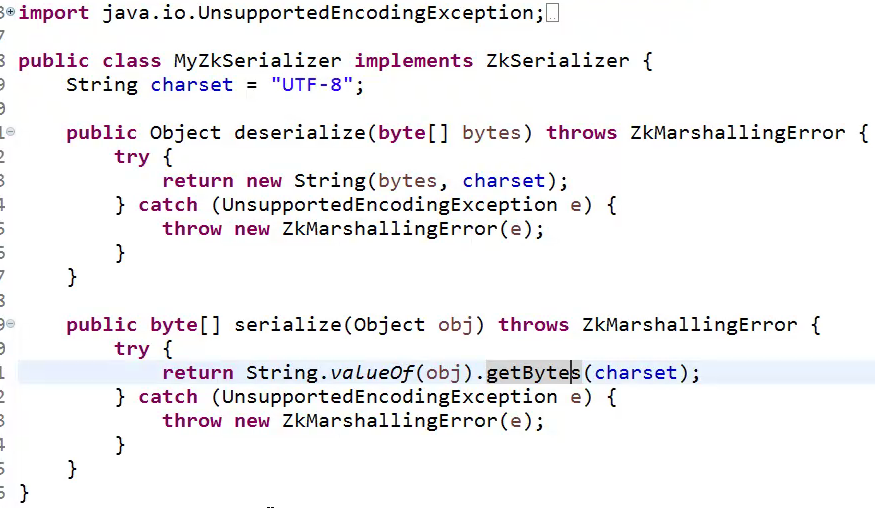 import java.io.UnsupportedEncodingException;
public class MyZkSerializer implements ZkSerializer {
String charset = "UTF-8";
public Object deserialize(byte[] bytes) throws ZkMarshallingError {
try {
return new String(bytes, charset);
} catch (UnsupportedEncodingException e) {
throw new ZkMarshallingError(e);
}
}
public byte[] serialize(Object obj) throws ZkMarshallingError {
try {
return String.valueOf(obj).getBytes(charset);
} catch (UnsupportedEncodingException e) {
throw new ZkMarshallingError(e);
}
}
}